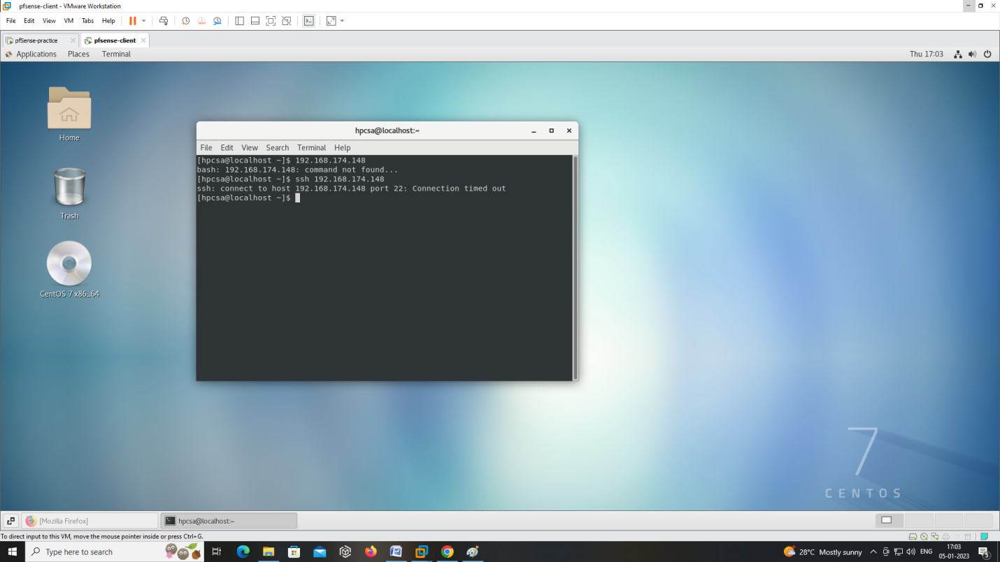 pfsense-client - VMware Workstation
File Edit View VM Tabs Help
pfSense-practice pfsense-client
Applications Places Terminal Thu 17:03
Home
Trash
CentOS 7 x86_64
hpcsa@localhost:~
File Edit View Search Terminal Help
[hpcsa@localhost ~]$ 192.168.174.148
bash: 192.168.174.148: command not found...
[hpcsa@localhost ~]$ ssh 192.168.174.148
ssh: connect to host 192.168.174.148 port 22: Connection timed out
[hpcsa@localhost ~]$
7
CENTOS
[Mozilla Firefox] hpcsa@localhost:~
To direct input to this VM, move the mouse pointer inside or press Ctrl+G.
Type here to search 28°C Mostly sunny ENG 17:03
05-01-2023 5